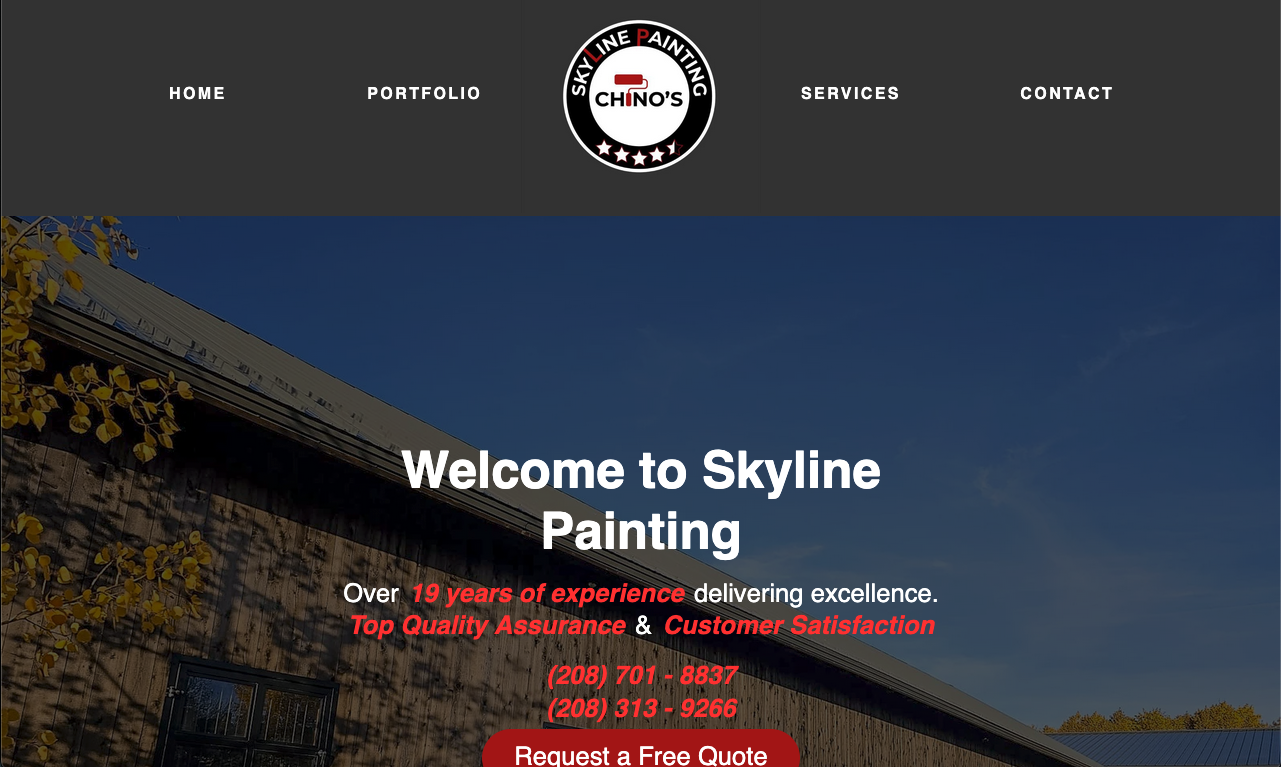 HOME
PORTFOLIO
SKYLINE PAINTING
CHINO'S
SERVICES
CONTACT
Welcome to Skyline
Painting
Over 19 years of experience delivering excellence.
Top Quality Assurance & Customer Satisfaction
(208) 701 - 8837
(208) 313 - 9266
Request a Free Quote